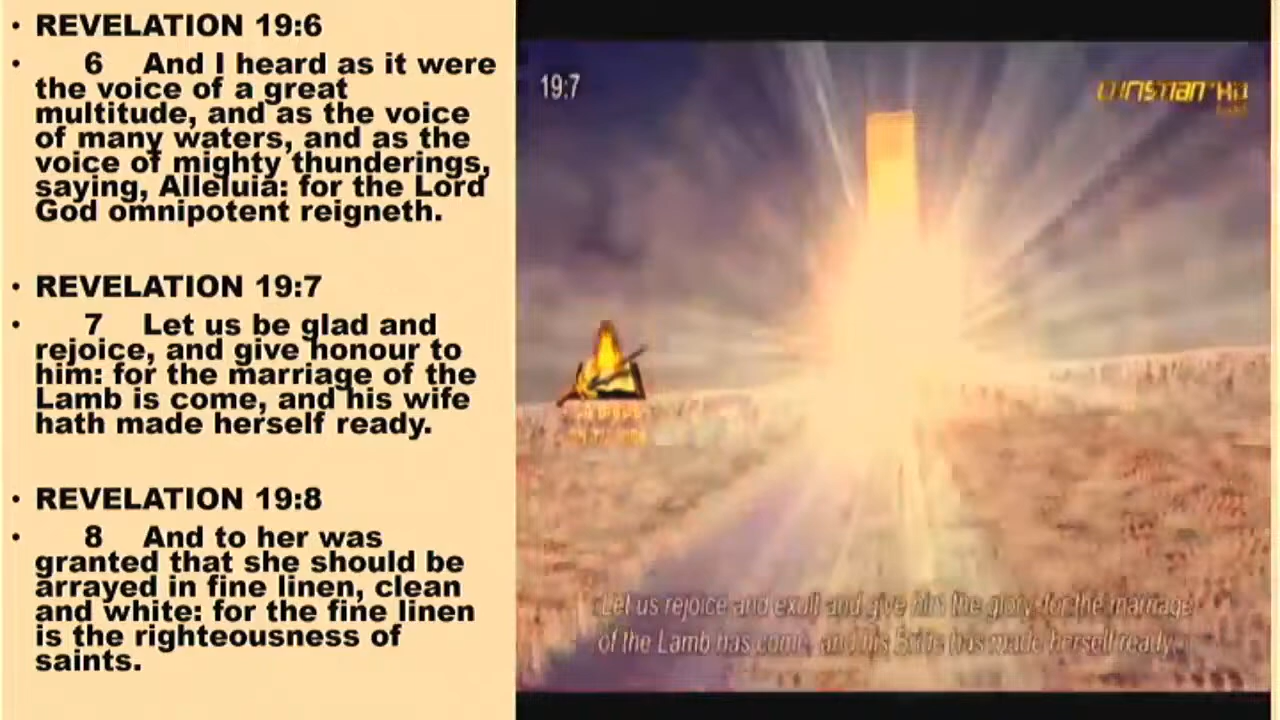 • REVELATION 19:6
• 6 And I heard as it were
the voice of a great
multitude, and as the voice
of many waters, and as the
voice of mighty thunderings,
saying, Alleluia: for the Lord
God omnipotent reigneth.
• REVELATION 19:7
• 7 Let us be glad and
rejoice, and give honour to
him: for the marriage of the
Lamb is come, and his wife
hath made herself ready.
• REVELATION 19:8
• 8 And to her was
granted that she should be
arrayed in fine linen, clean
and white: for the fine linen
is the righteousness of
saints.
19:7
Let us rejoice and exult and give him the glory, for the marriage
of the Lamb has come, and his Bride has made herself ready